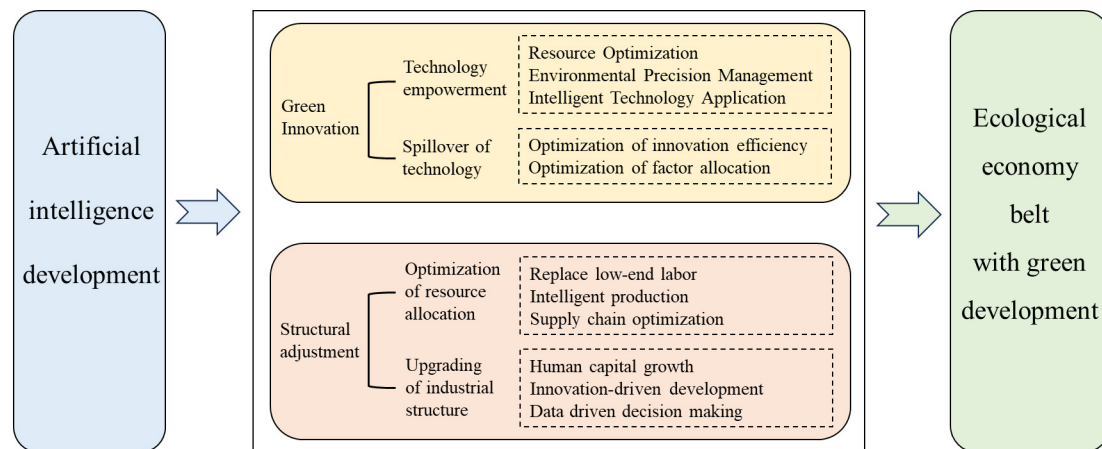 Artificial
intelligence
development
Green
Innovation
Technology
empowerment
Resource Optimization
Environmental Precision Management
Intelligent Technology Application
Spillover of
technology
Optimization of innovation efficiency
Optimization of factor allocation
Structural
adjustment
Optimization
of resource
allocation
Replace low-end labor
Intelligent production
Supply chain optimization
Upgrading
of industrial
structure
Human capital growth
Innovation-driven development
Data driven decision making
Ecological
economy
belt
with green
development